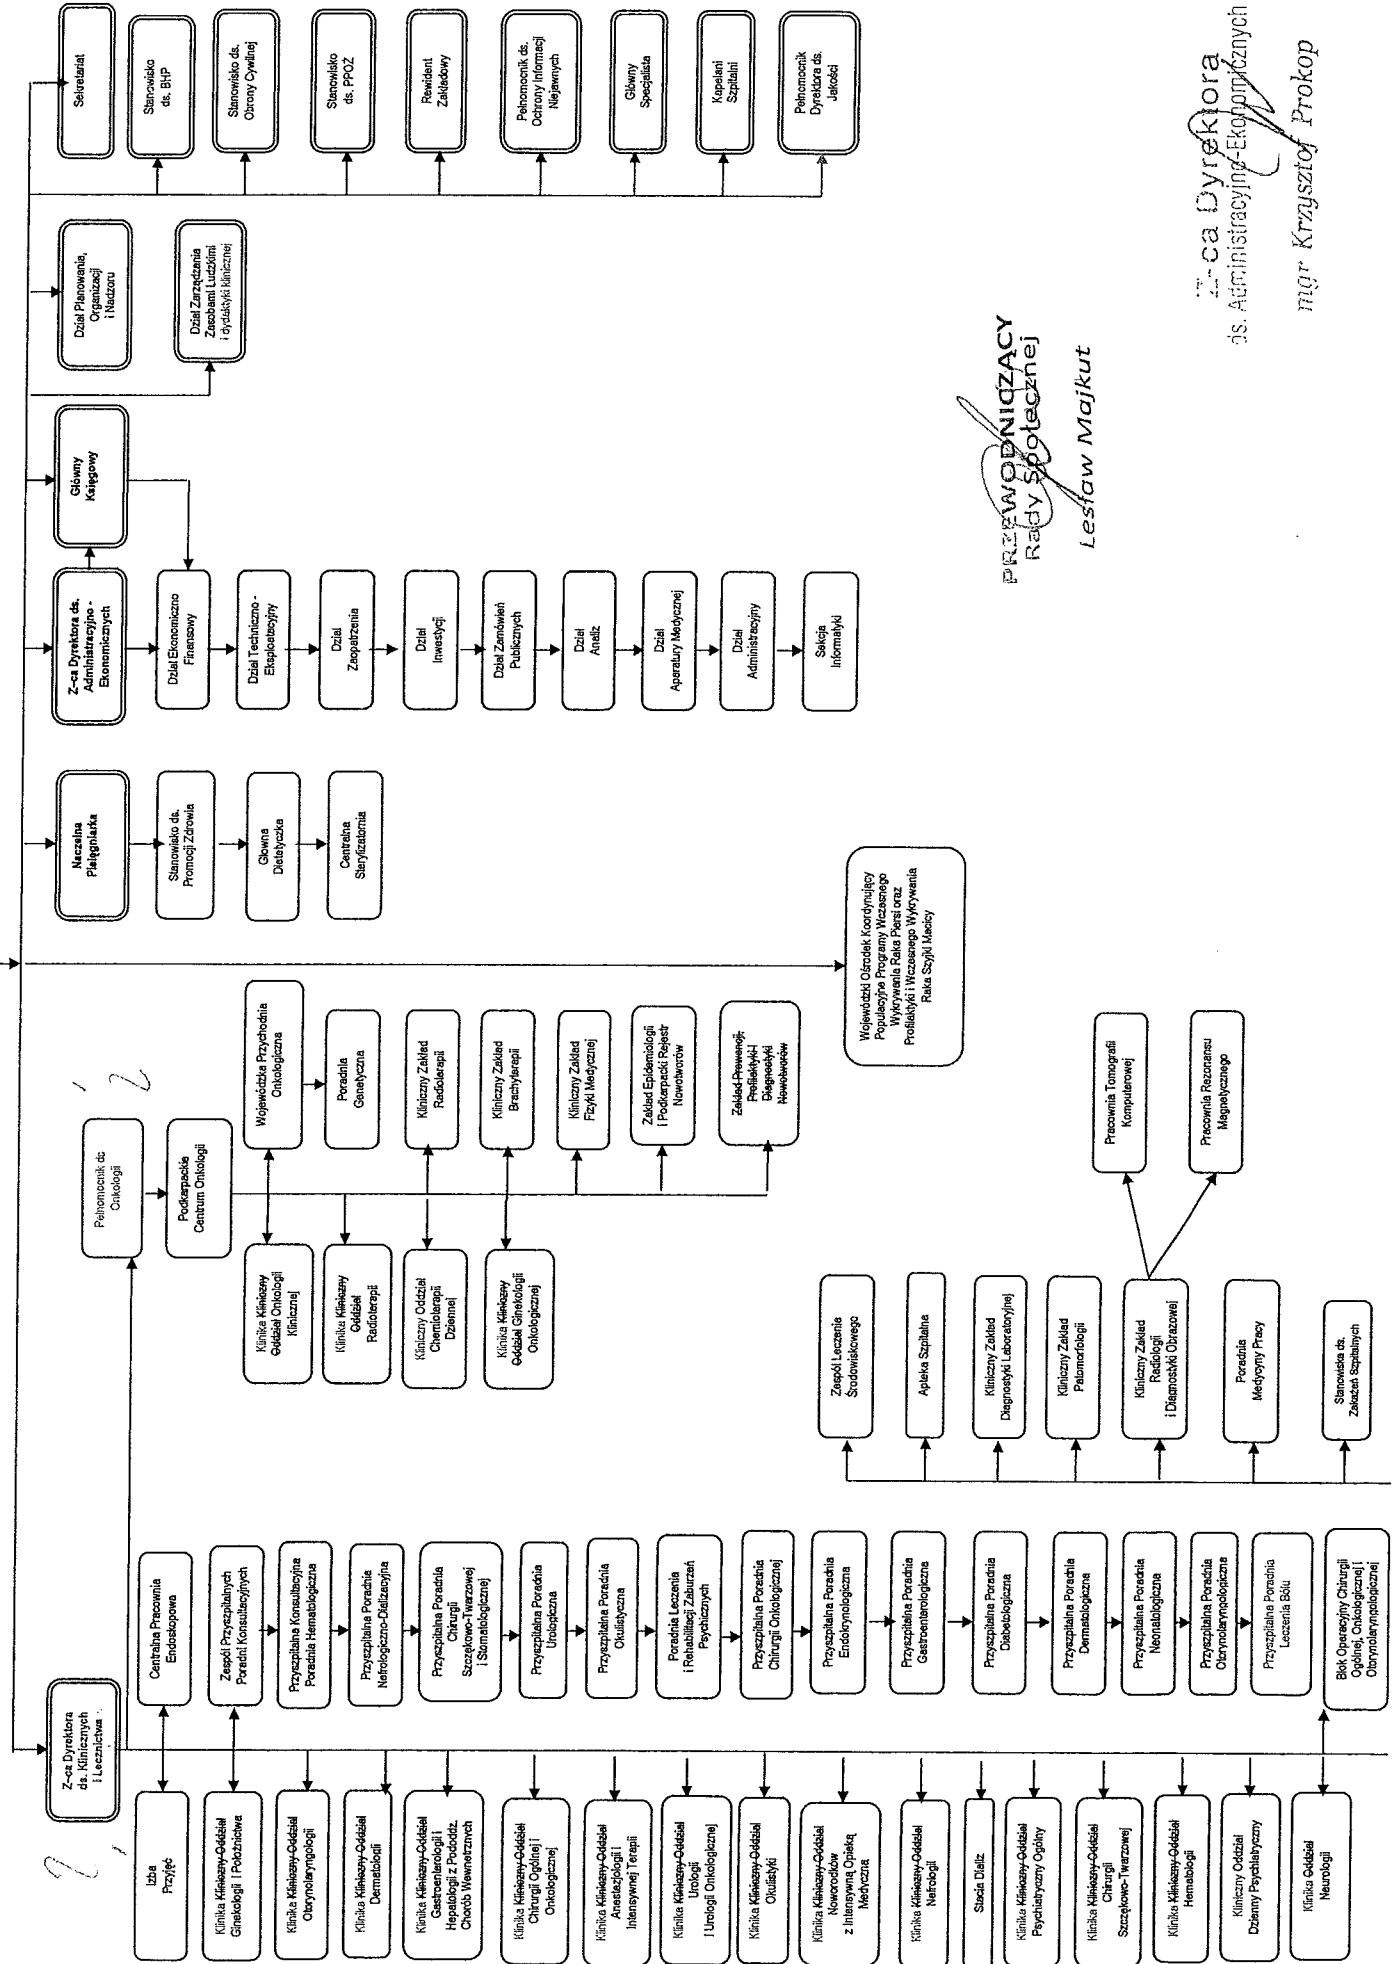 Z-ca Dyrektora
ds. Klinicznych
i Lecznictwa
Izba
Przyjęć
Klinika Kliniczny Oddział
Ginekologii i Położnictwa
Klinika Kliniczny Oddział
Otorynolaryngologii
Klinika Kliniczny Oddział
Dermatologii
Klinika Kliniczny Oddział
Gastroenterologii i
Hepatologii z Pododdz.
Chorób Wewnetrznych
Klinika Kliniczny Oddział
Chirurgii Ogólnej i
Onkologicznej
Klinika Kliniczny Oddział
Anestezjologii i
Intensywnej Terapii
Klinika Kliniczny Oddział
Urologii
i Urologii Onkologicznej
Klinika Kliniczny Oddział
Okulistyki
Klinika Kliniczny Oddział
Noworodków
z Intensywną Opieką
Medyczną
Klinika Kliniczny Oddział
Nefrologii
Stacja Dializ
Klinika Kliniczny Oddział
Psychiatryczny Ogólny
Klinika Kliniczny Oddział
Chirurgii
Szczękowo-Twarzowej
Klinika Kliniczny Oddział
Hematologii
Kliniczny Oddział
Dzienny Psychiatryczny
Klinika Oddział
Neurologii
Centralna Pracownia
Endoskopowa
Zespół Przyszpitalnych
Poradni Konsultacyjnych
Przyszpitalna Konsultacyjna
Poradnia Hematologiczna
Przyszpitalna Poradnia
Nefrologiczno-Dializacyjna
Przyszpitalna Poradnia
Chirurgii
Szczękowo-Twarzowej
i Stomatologicznej
Przyszpitalna Poradnia
Urologiczna
Przyszpitalna Poradnia
Okulistyczna
Poradnia Leczenia
i Rehabilitacji Zaburzeń
Psychicznych
Przyszpitalna Poradnia
Chirurgii Onkologicznej
Przyszpitalna Poradnia
Endokrynologiczna
Przyszpitalna Poradnia
Gastroenterologiczna
Przyszpitalna Poradnia
Diabetologiczna
Przyszpitalna Poradnia
Dermatologiczna
Przyszpitalna Poradnia
Neonatologiczna
Przyszpitalna Poradnia
Otorynolaryngologiczna
Przyszpitalna Poradnia
Leczenia Bólu
Blok Operacyjny Chirurgii
Ogólnej, Onkologicznej i
Otorynolaryngologicznej
Zespół Leczenia
Środowiskowego
Apteka Szpitalna
Kliniczny Zakład
Diagnostyki Laboratoryjnej
Kliniczny Zakład
Patomorfologii
Kliniczny Zakład
Radiologii
i Diagnostyki Obrazowej
Poradnia
Medycyny Pracy
Stanowiska ds.
Zakażeń Szpitalnych
Pracownia Tomografii
Komputerowej
Pracownia Rezonansu
Magnetycznego
Pełnomocnik do
Onkologii
Podkarpackie
Centrum Onkologii
Klinika Kliniczny
Oddział Onkologii
Klinicznej
Klinika Kliniczny
Oddział
Radioterapii
Kliniczny Oddział
Chemioterapii
Dziennej
Klinika Kliniczny
Oddział Ginekologii
Onkologicznej
Wojewódzka Przychodnia
Onkologiczna
Poradnia
Genetyczna
Kliniczny Zakład
Radioterapii
Kliniczny Zakład
Brachyterapii
Kliniczny Zakład
Fizyki Medycznej
Zakład Epidemiologii
i Podkarpacki Rejestr
Nowotworów
Zakład Prewencji,
Profilaktyki i
Diagnostyki
Nowotworów
Wojewódzki Ośrodek Koordynujący
Populacyjne Programy Wczesnego
Wykrywania Raka Piersi oraz
Profilaktyki i Wczesnego Wykrywania
Raka Szyjki Macicy
Naczelna
Pielęgniarka
Stanowisko ds.
Promocji Zdrowia
Główna
Dietetyczka
Centralna
Sterylizatornia
Z-ca Dyrektora ds.
Administracyjno -
Ekonomicznych
Dział Ekonomiczno
Finansowy
Dział Techniczno -
Eksploatacyjny
Dział
Zaopatrzenia
Dział
Inwestycji
Dział Zamówień
Publicznych
Dział
Analiz
Dział
Aparatury Medycznej
Dział
Administracyjny
Sekcja
Informatyki
Główny
Księgowy
Dział Planowania,
Organizacji
i Nadzoru
Dział Zarządzania
Zasobami Ludzkimi
i dydaktyki klinicznej
Sekretariat
Stanowisko
ds. BHP
Stanowisko ds.
Obrony Cywilnej
Stanowisko
ds. PPOŻ
Rewident
Zakładowy
Pełnomocnik ds.
Ochrony Informacji
Niejawnych
Główny
Specjalista
Kapelani
Szpitalni
Pełnomocnik
Dyrektora ds.
Jakości
PRZEWODNICZĄCY
Rady Społecznej
Lesław Majkut
Z-ca Dyrektora
ds. Administracyjno-Ekonomicznych
mgr Krzysztof Prokop